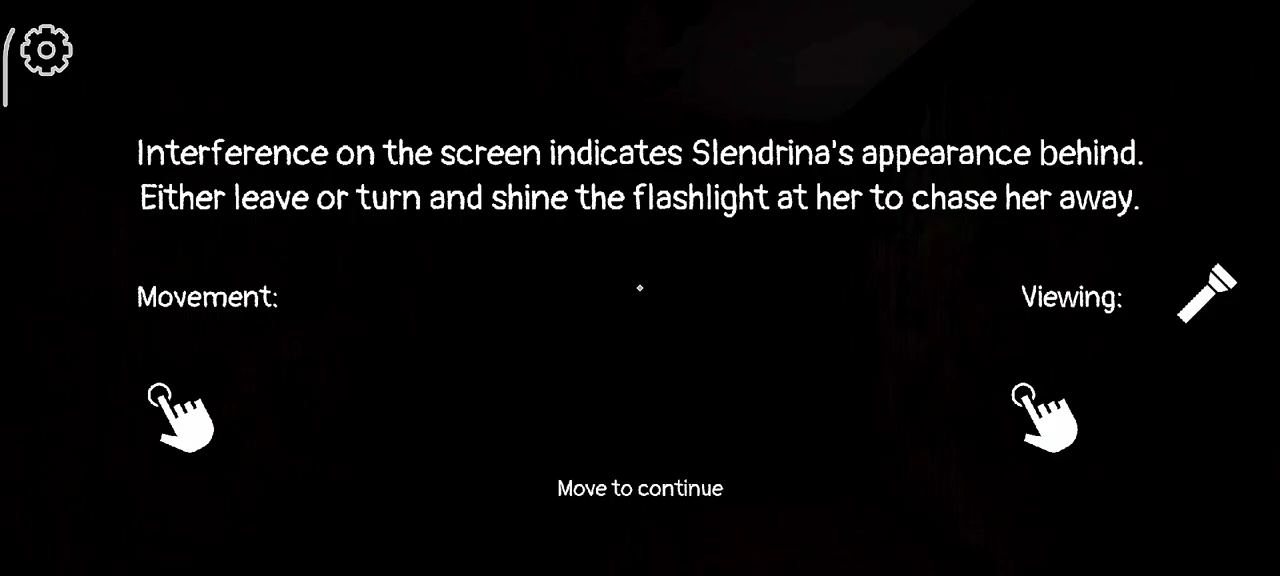 Interference on the screen indicates Slendrina's appearance behind.
Either leave or turn and shine the flashlight at her to chase her away.
Movement:
Viewing:
Move to continue